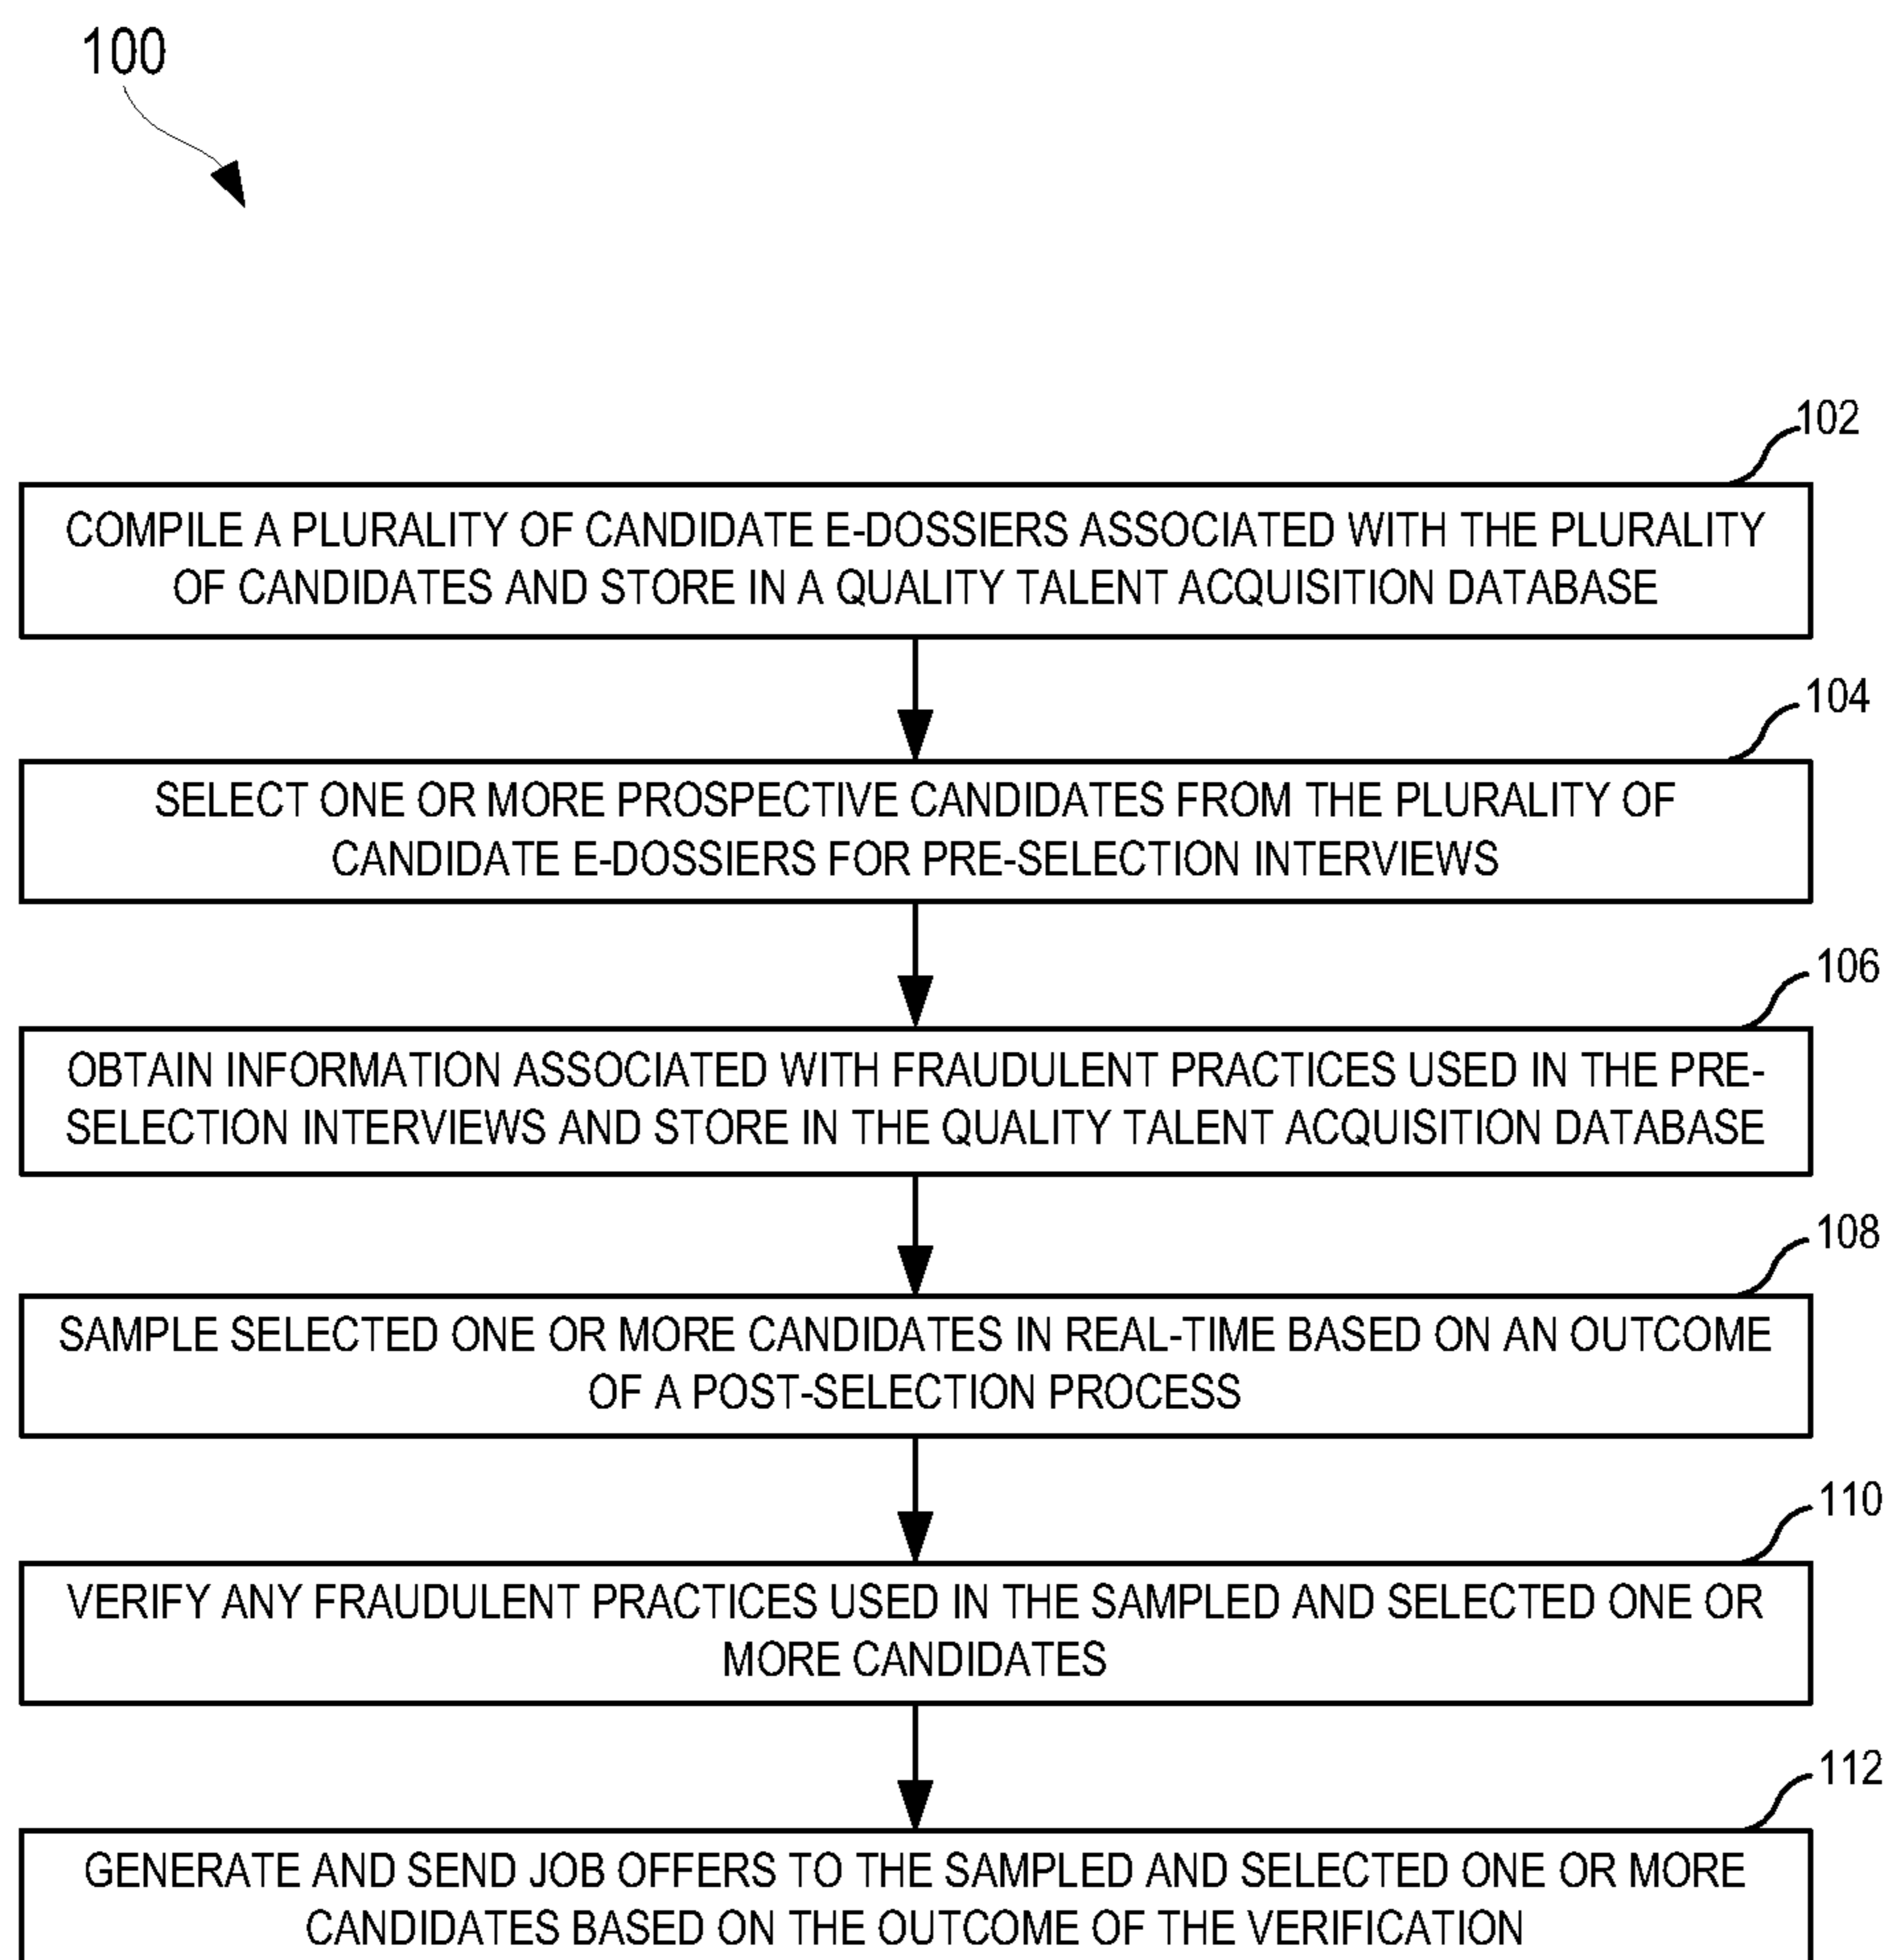 100
102
COMPILE A PLURALITY OF CANDIDATE E-DOSSIERS ASSOCIATED WITH THE PLURALITY
OF CANDIDATES AND STORE IN A QUALITY TALENT ACQUISITION DATABASE
104
SELECT ONE OR MORE PROSPECTIVE CANDIDATES FROM THE PLURALITY OF
CANDIDATE E-DOSSIERS FOR PRE-SELECTION INTERVIEWS
106
OBTAIN INFORMATION ASSOCIATED WITH FRAUDULENT PRACTICES USED IN THE PRE-
SELECTION INTERVIEWS AND STORE IN THE QUALITY TALENT ACQUISITION DATABASE
108
SAMPLE SELECTED ONE OR MORE CANDIDATES IN REAL-TIME BASED ON AN OUTCOME
OF A POST-SELECTION PROCESS
110
VERIFY ANY FRAUDULENT PRACTICES USED IN THE SAMPLED AND SELECTED ONE OR
MORE CANDIDATES
112
GENERATE AND SEND JOB OFFERS TO THE SAMPLED AND SELECTED ONE OR MORE
CANDIDATES BASED ON THE OUTCOME OF THE VERIFICATION